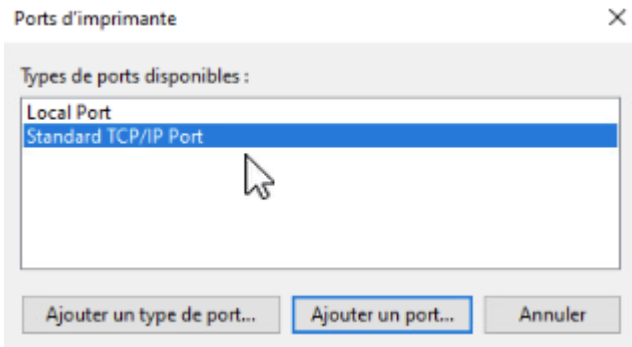 Ports d'imprimante
Types de ports disponibles :
Local Port
Standard TCP/IP Port
Ajouter un type de port... Ajouter un port... Annuler